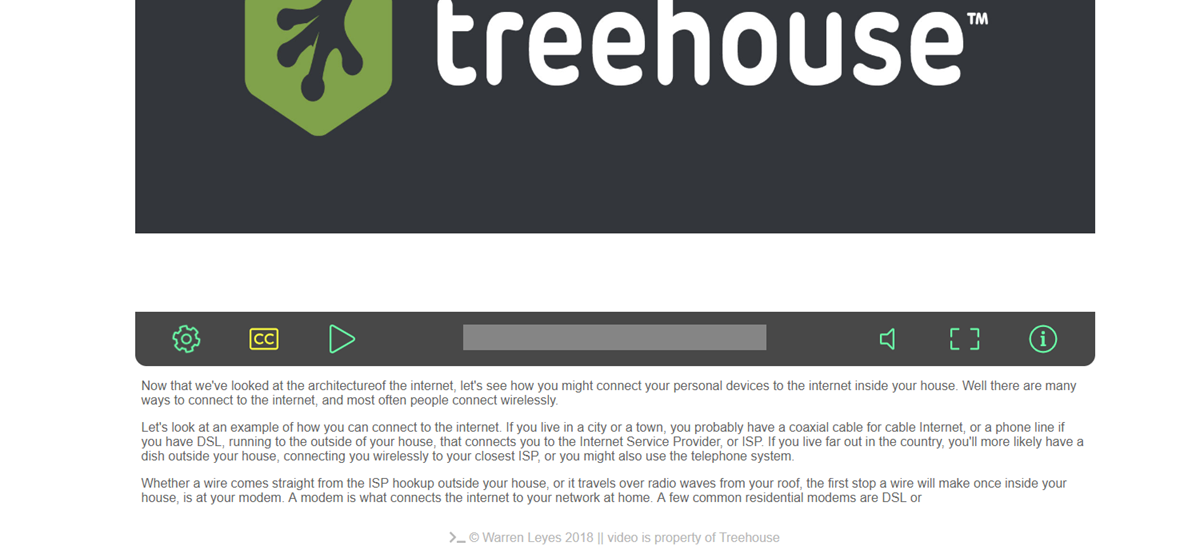 treehouse™
CC
Now that we've looked at the architectureof the internet, let's see how you might connect your personal devices to the internet inside your house. Well there are many
ways to connect to the internet, and most often people connect wirelessly.
Let's look at an example of how you can connect to the internet. If you live in a city or a town, you probably have a coaxial cable for cable Internet, or a phone line if
you have DSL, running to the outside of your house, that connects you to the Internet Service Provider, or ISP. If you live far out in the country, you'll more likely have a
dish outside your house, connecting you wirelessly to your closest ISP, or you might also use the telephone system.
Whether a wire comes straight from the ISP hookup outside your house, or it travels over radio waves from your roof, the first stop a wire will make once inside your
house, is at your modem. A modem is what connects the internet to your network at home. A few common residential modems are DSL or
© Warren Leyes 2018 || video is property of Treehouse